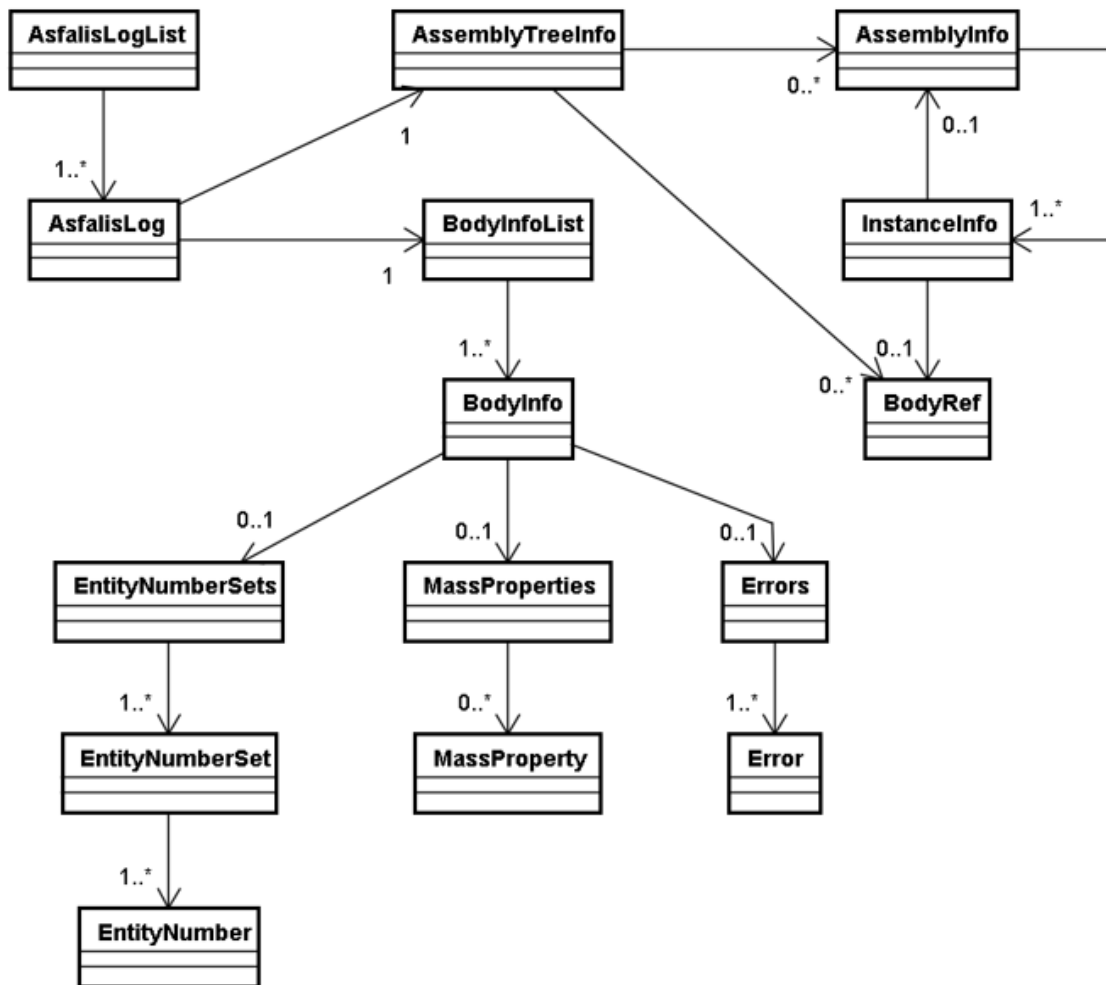 AsfalisLogList
AssemblyTreeInfo
AssemblyInfo
0..*
1
0..1
1..*
AsfalisLog
BodyInfoList
InstanceInfo
1..*
1
1..*
0..1
0..*
BodyInfo
BodyRef
0..1
0..1
0..1
EntityNumberSets
MassProperties
Errors
1..*
0..*
1..*
EntityNumberSet
MassProperty
Error
1..*
EntityNumber